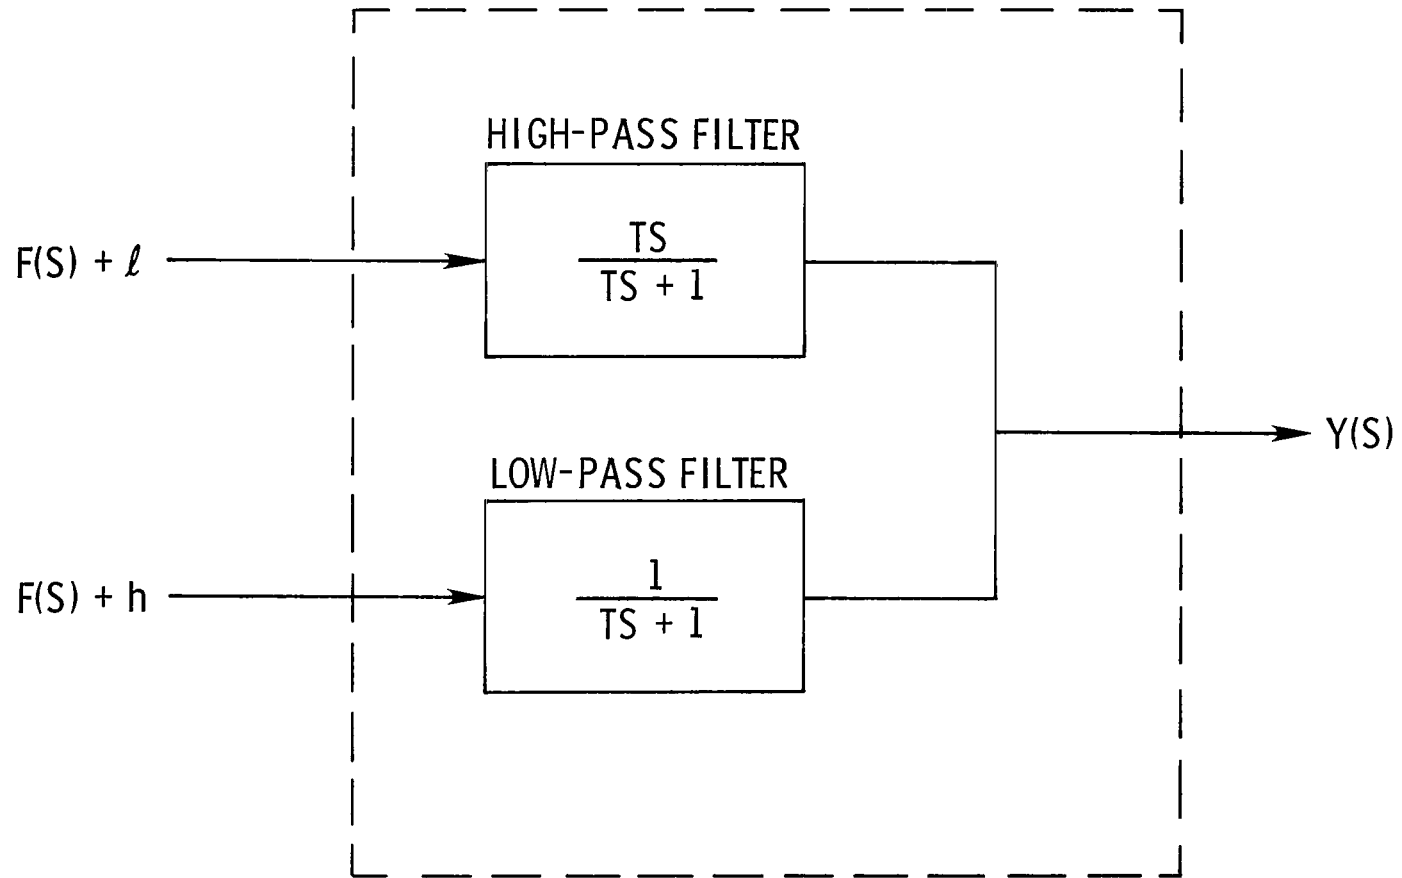 HIGH-PASS FILTER
F(S) + ℓ
TS
TS + 1
Y(S)
LOW-PASS FILTER
F(S) + h
1
TS + 1